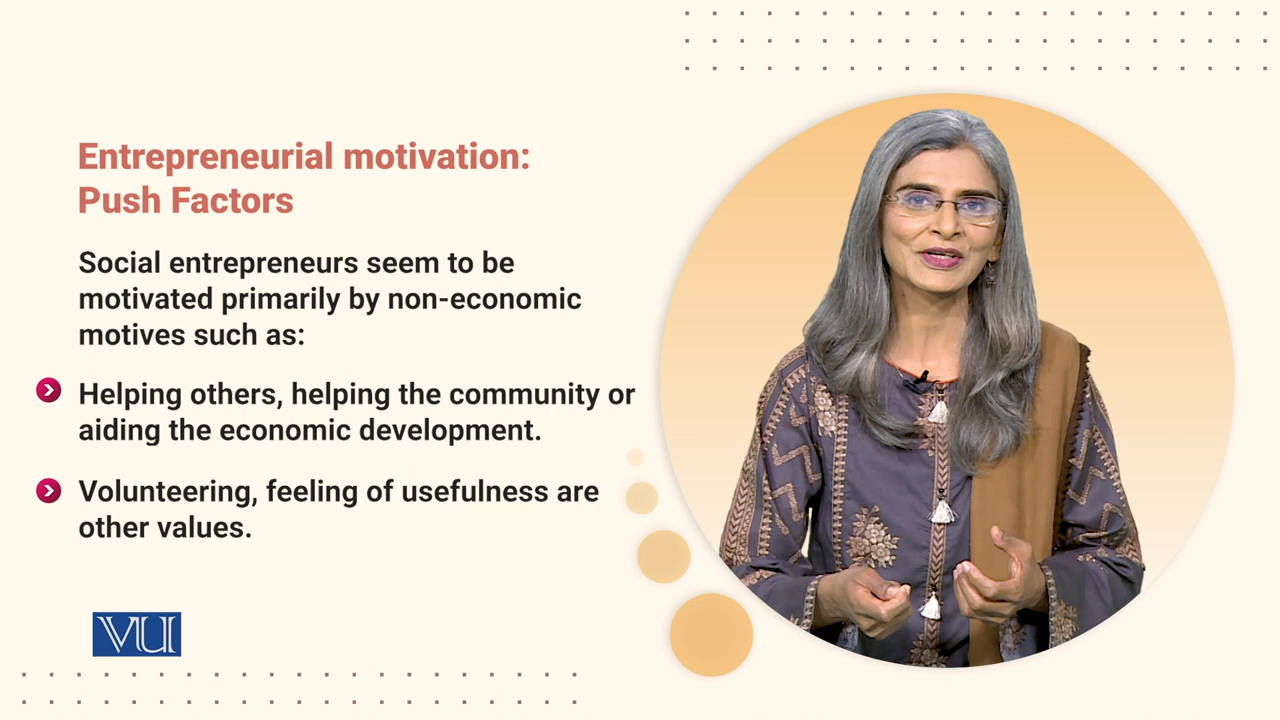 Entrepreneurial motivation:
Push Factors
Social entrepreneurs seem to be
motivated primarily by non-economic
motives such as:
Helping others, helping the community or
aiding the economic development.
Volunteering, feeling of usefulness are
other values.
VU